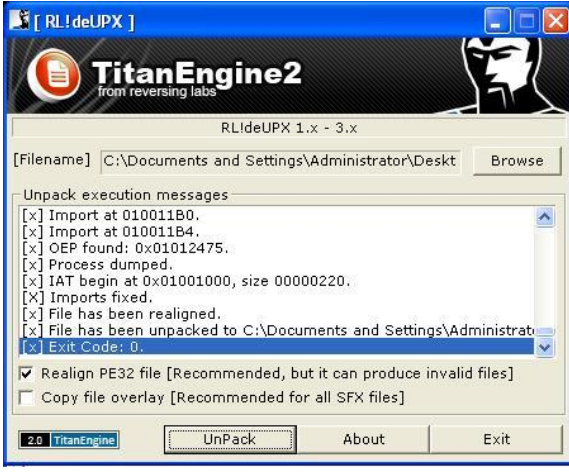 [ RL!deUPX ]
TitanEngine2
from reversing labs
RL!deUPX 1.x - 3.x
[Filename] C:\Documents and Settings\Administrator\Deskt Browse
Unpack execution messages
[x] Import at 010011B0.
[x] Import at 010011B4.
[x] OEP found: 0x01012475.
[x] Process dumped.
[x] IAT begin at 0x01001000, size 00000220.
[X] Imports fixed.
[x] File has been realigned.
[x] File has been unpacked to C:\Documents and Settings\Administrato
[x] Exit Code: 0.
Realign PE32 file [Recommended, but it can produce invalid files]
Copy file overlay [Recommended for all SFX files]
2.0 TitanEngine UnPack About Exit